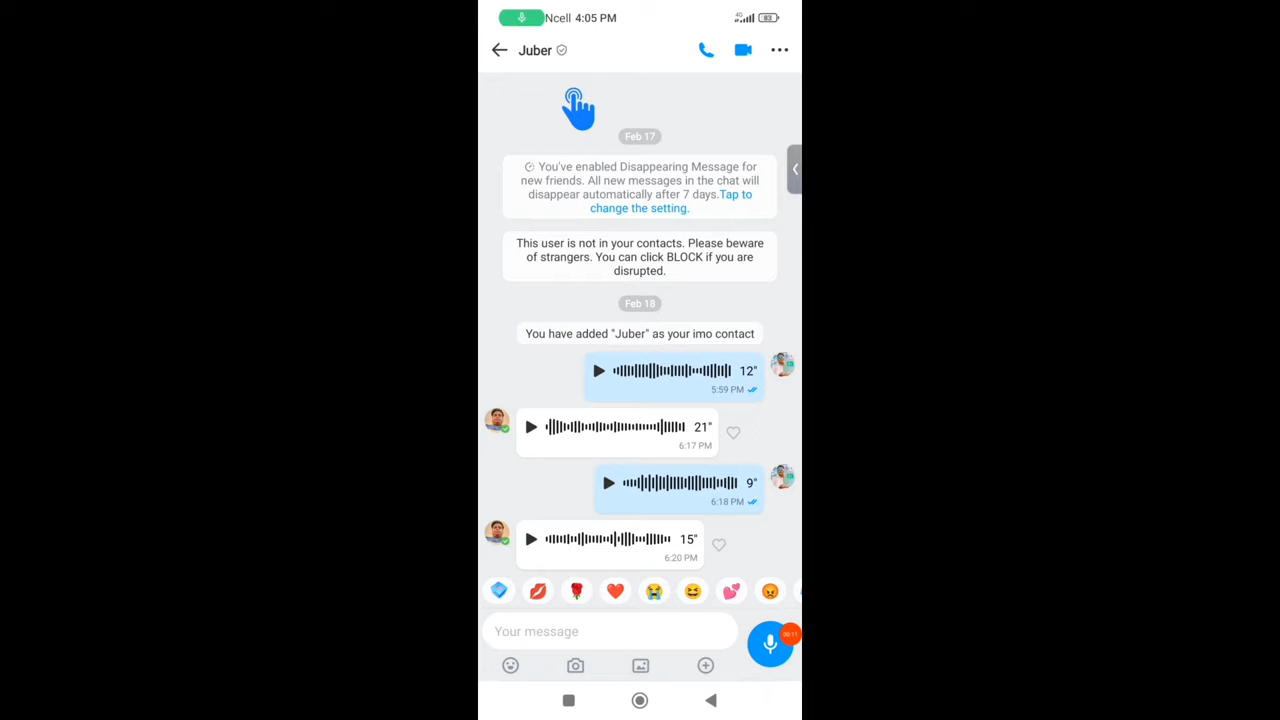 Ncell 4:05 PM
4G
83
Juber
Feb 17
You've enabled Disappearing Message for
new friends. All new messages in the chat will
disappear automatically after 7 days.Tap to
change the setting.
This user is not in your contacts. Please beware
of strangers. You can click BLOCK if you are
disrupted.
Feb 18
You have added "Juber" as your imo contact
12"
5:59 PM
21"
6:17 PM
9"
6:18 PM
15"
6:20 PM
Your message
00:11